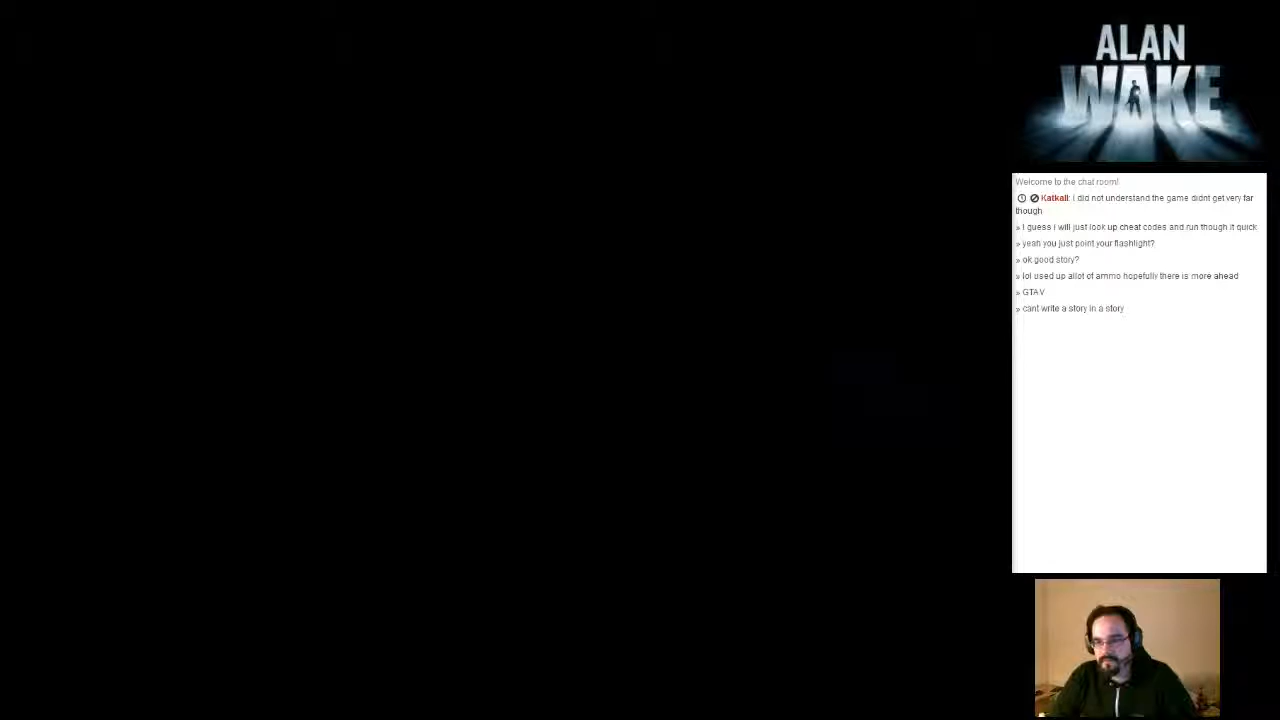 ALAN
WAKE
Welcome to the chat room!
Katkall: I did not understand the game didnt get very far
though
» I guess i will just look up cheat codes and run though it quick
» yeah you just point your flashlight?
» ok good story?
» lol used up allot of ammo hopefully there is more ahead
» GTAV
» cant write a story in a story